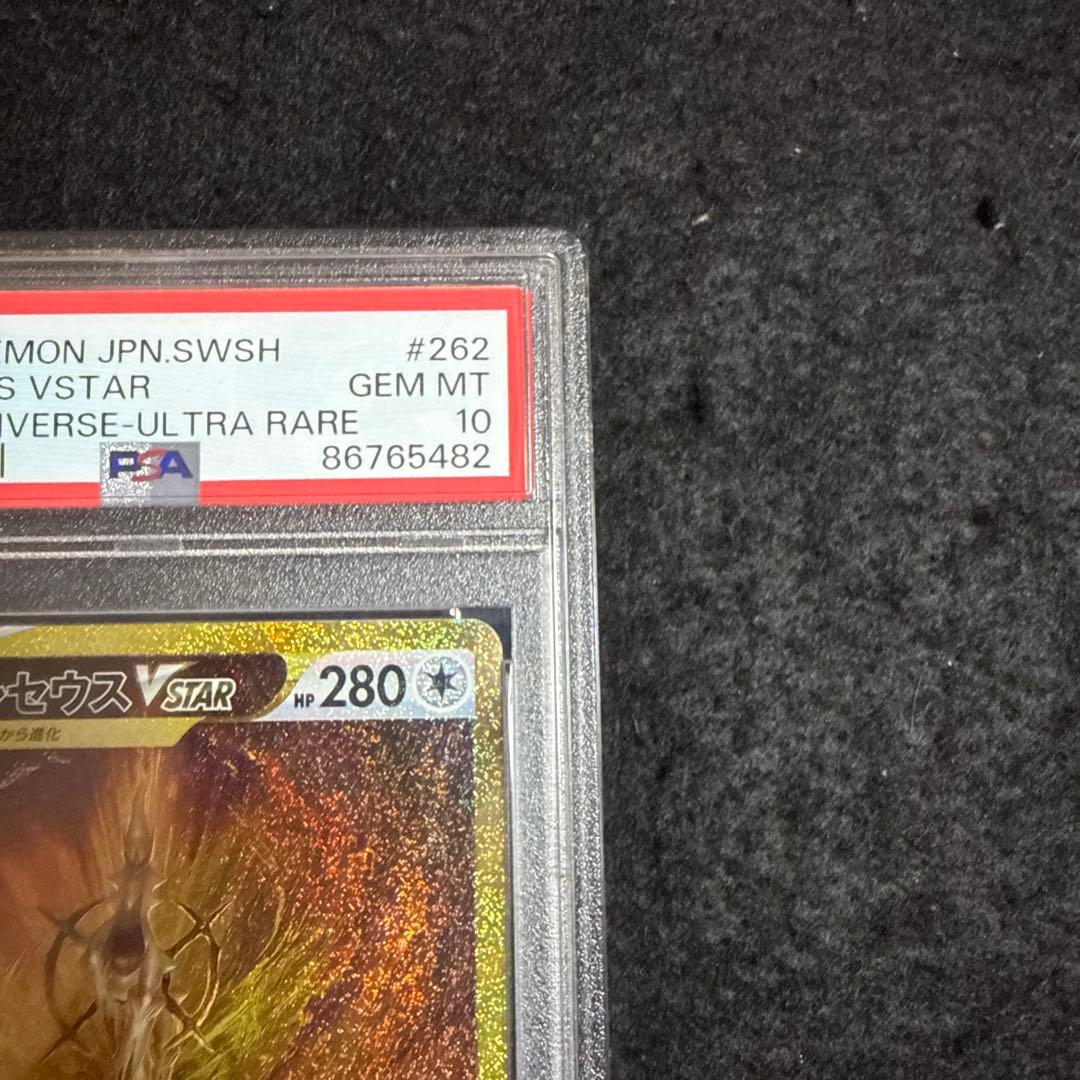 EMON JPN.SWSH #262
S VSTAR GEM MT
IVERSE-ULTRA RARE 10
PSA 86765482
セウス VSTAR HP 280
から進化